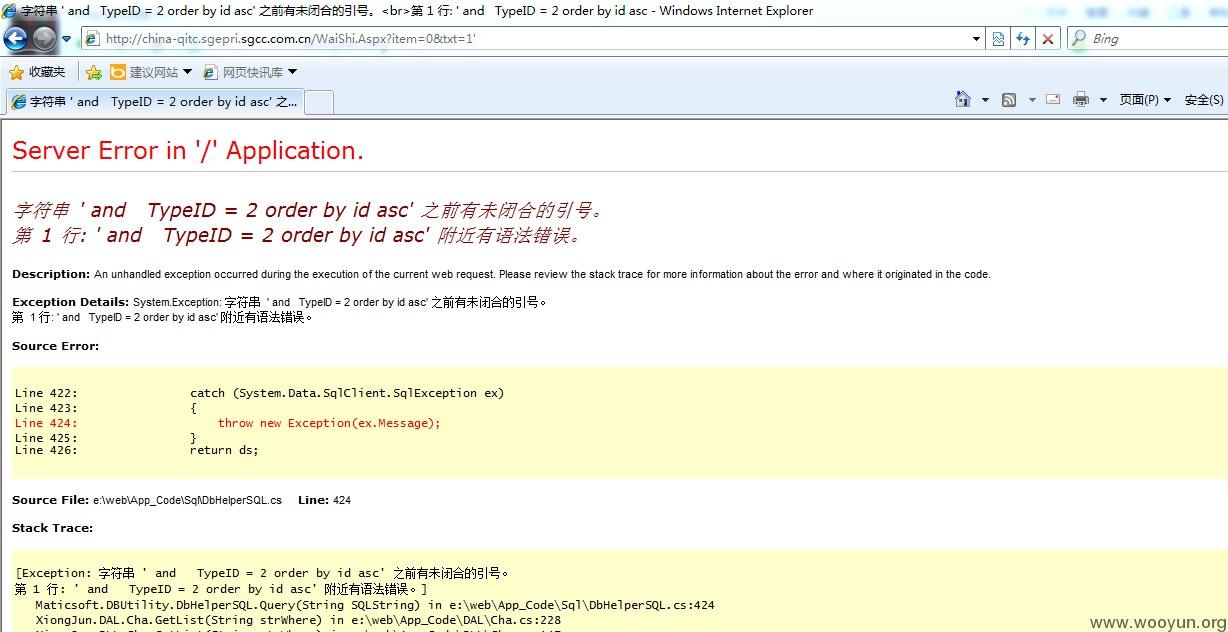 字符串 ' and   TypeID = 2 order by id asc' 之前有未闭合的引号。<br>第 1 行: ' and   TypeID = 2 order by id asc - Windows Internet Explorer
http://china-qitc.sgepri.sgcc.com.cn/WaiShi.Aspx?item=0&txt=1'
Bing
收藏夹 建议网站 网页快讯库
字符串 ' and   TypeID = 2 order by id asc' 之... 页面(P) 安全(S)
Server Error in '/' Application.
字符串 ' and   TypeID = 2 order by id asc' 之前有未闭合的引号。
第 1 行: ' and   TypeID = 2 order by id asc' 附近有语法错误。
Description: An unhandled exception occurred during the execution of the current web request. Please review the stack trace for more information about the error and where it originated in the code.
Exception Details: System.Exception: 字符串 ' and   TypeID = 2 order by id asc' 之前有未闭合的引号。
第 1 行: ' and   TypeID = 2 order by id asc' 附近有语法错误。
Source Error:
Line 422:                catch (System.Data.SqlClient.SqlException ex)
Line 423:                {
Line 424:                    throw new Exception(ex.Message);
Line 425:                }
Line 426:                return ds;
Source File: e:\web\App_Code\Sql\DbHelperSQL.cs    Line: 424
Stack Trace:
[Exception: 字符串 ' and   TypeID = 2 order by id asc' 之前有未闭合的引号。
第 1 行: ' and   TypeID = 2 order by id asc' 附近有语法错误。]
Maticsoft.DBUtility.DbHelperSQL.Query(String SQLString) in e:\web\App_Code\Sql\DbHelperSQL.cs:424
XiongJun.DAL.Cha.GetList(String strWhere) in e:\web\App_Code\DAL\Cha.cs:228
www.wooyun.org